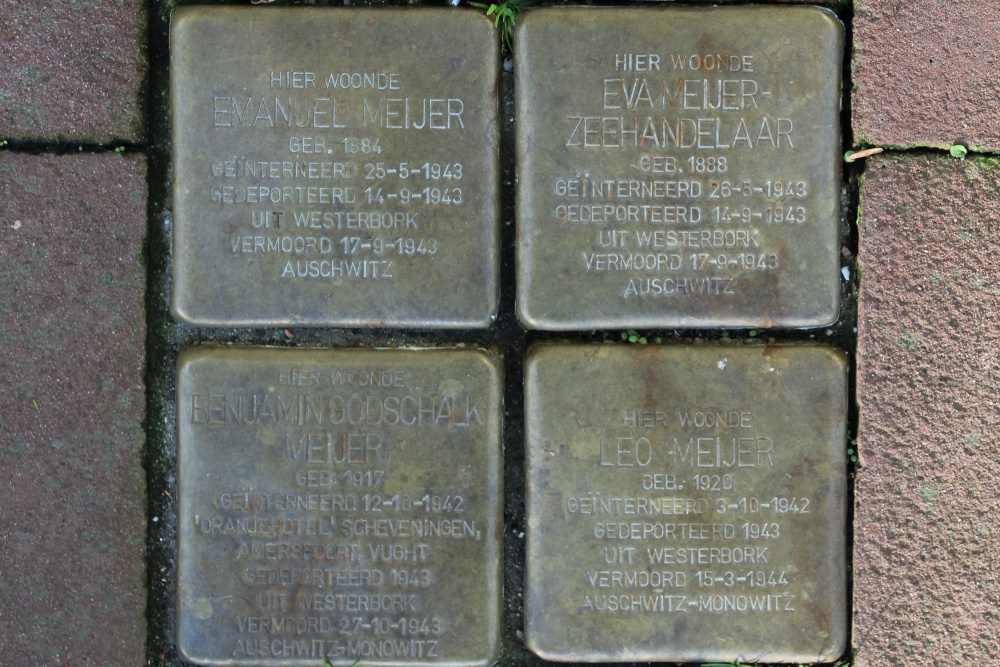 HIER WOONDE
EMANUEL MEIJER
GEB. 1884
GEÏNTERNEERD 25-5-1943
GEDEPORTEERD 14-9-1943
UIT WESTERBORK
VERMOORD 17-9-1943
AUSCHWITZ
HIER WOONDE
EVA MEIJER-
ZEEHANDELAAR
GEB. 1888
GEÏNTERNEERD 26-5-1943
GEDEPORTEERD 14-9-1943
UIT WESTERBORK
VERMOORD 17-9-1943
AUSCHWITZ
HIER WOONDE
BENJAMIN GODSCHALK
MEIJER
GEB. 1917
GEÏNTERNEERD 12-10-1942
'ORANJEHOTEL' SCHEVENINGEN,
AMERSFOORT, VUGHT
GEDEPORTEERD 1943
UIT WESTERBORK
VERMOORD 27-10-1943
AUSCHWITZ-MONOWITZ
HIER WOONDE
LEO MEIJER
GEB. 1920
GEÏNTERNEERD 3-10-1942
GEDEPORTEERD 1943
UIT WESTERBORK
VERMOORD 15-3-1944
AUSCHWITZ-MONOWITZ